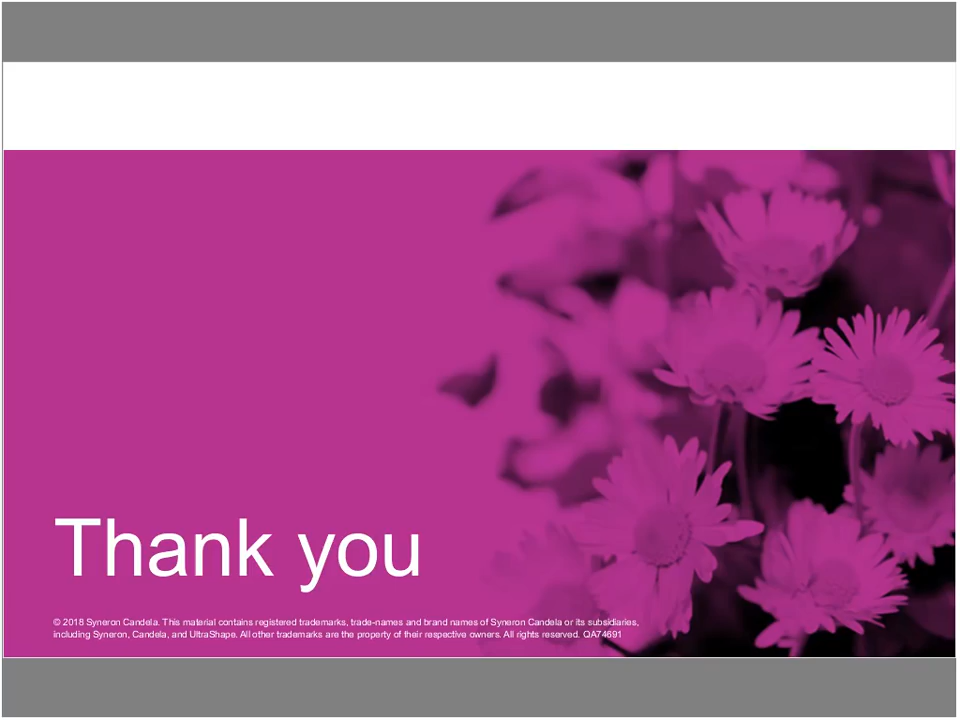 Thank you
© 2018 Syneron Candela. This material contains registered trademarks, trade-names and brand names of Syneron Candela or its subsidiaries,
including Syneron, Candela, and UltraShape. All other trademarks are the property of their respective owners. All rights reserved. QA74691